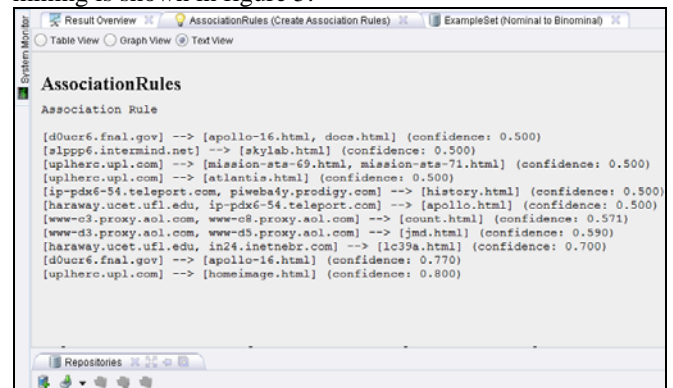 mining is shown in figure 5.
System Monitor
Result Overview
AssociationRules (Create Association Rules)
ExampleSet (Nominal to Binominal)
Table View Graph View Text View
AssociationRules
Association Rule
[d0ucr6.fnal.gov] --> [apollo-16.html, docs.html] (confidence: 0.500)
[slppp6.intermind.net] --> [skylab.html] (confidence: 0.500)
[uplherc.upl.com] --> [mission-sts-69.html, mission-sts-71.html] (confidence: 0.500)
[uplherc.upl.com] --> [atlantis.html] (confidence: 0.500)
[ip-pdx6-54.teleport.com, piweba4y.prodigy.com] --> [history.html] (confidence: 0.500)
[haraway.ucet.ufl.edu, ip-pdx6-54.teleport.com] --> [apollo.html] (confidence: 0.500)
[www-c3.proxy.aol.com, www-c8.proxy.aol.com] --> [count.html] (confidence: 0.571)
[www-d3.proxy.aol.com, www-d5.proxy.aol.com] --> [jmd.html] (confidence: 0.590)
[haraway.ucet.ufl.edu, in24.inetnebr.com] --> [lc39a.html] (confidence: 0.700)
[d0ucr6.fnal.gov] --> [apollo-16.html] (confidence: 0.770)
[uplherc.upl.com] --> [homeimage.html] (confidence: 0.800)
Repositories